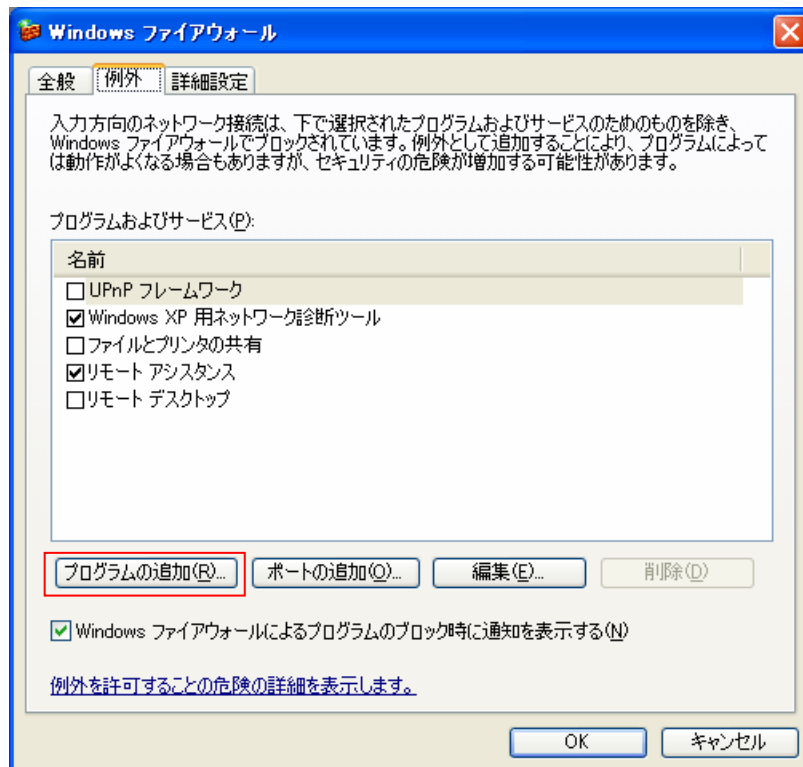 Windows ファイアウォール
全般 例外 詳細設定
入力方向のネットワーク接続は、下で選択されたプログラムおよびサービスのためのものを除き、
Windows ファイアウォールでブロックされています。例外として追加することにより、プログラムによって
は動作がよくなる場合もありますが、セキュリティの危険が増加する可能性があります。
プログラムおよびサービス(P):
名前
UPnP フレームワーク
Windows XP 用ネットワーク診断ツール
ファイルとプリンタの共有
リモート アシスタンス
リモート デスクトップ
プログラムの追加(R)... ポートの追加(O)... 編集(E)... 削除(D)
Windows ファイアウォールによるプログラムのブロック時に通知を表示する(N)
例外を許可することの危険の詳細を表示します。
OK キャンセル